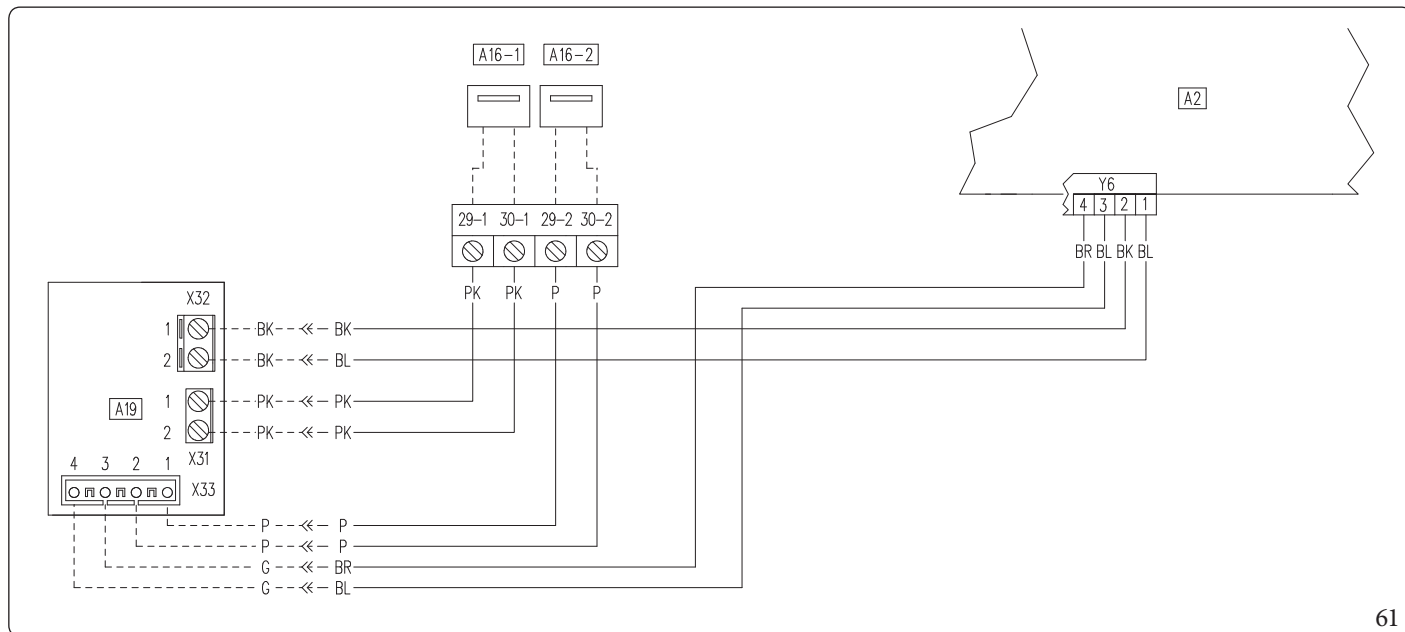 A16-1 A16-2
A2
Y6
4 3 2 1
BR BL BK BL
29-1 30-1 29-2 30-2
PK PK P P
X32
1 BK BK
2 BK BL
A19
1 PK PK
2 PK PK
X31
4 3 2 1
X33
P P
P P
G BR
G BL
61